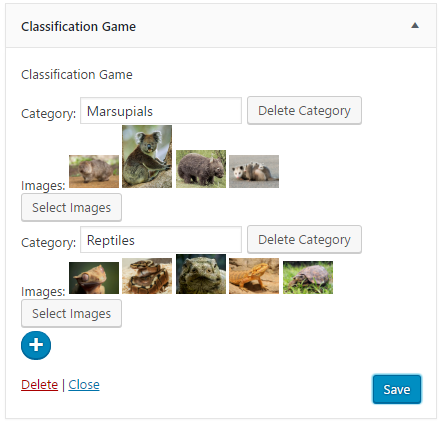 Classification Game
Classification Game
Category: Marsupials Delete Category
Images:
Select Images
Category: Reptiles Delete Category
Images:
Select Images
Delete | Close Save